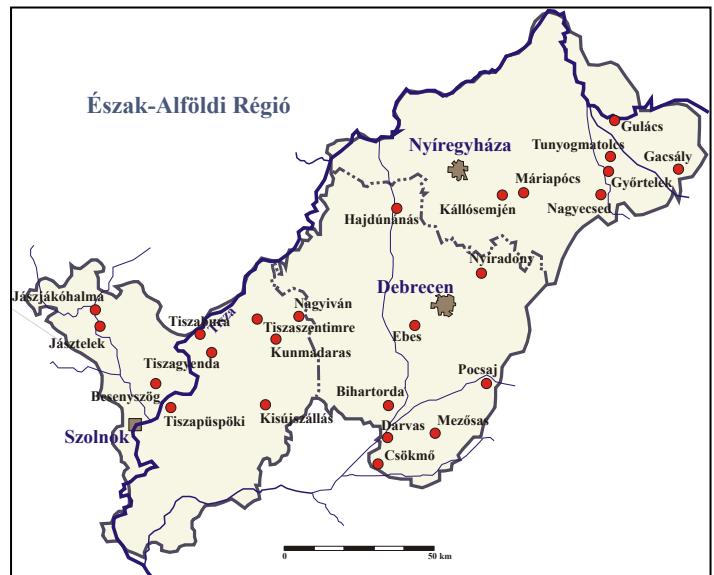 Észak-Alföldi Régió
Gulács
Tunyogmatolcs
Nyíregyháza
Gacsály
Győrtelek
Máriapócs
Kállósemjén
Nagyecsed
Hajdúnánás
Nyíradony
Debrecen
Jászjákóhalma
Nagyiván
Tiszabura
Tisza
Tiszaszentimre
Jásztelek
Ebes
Kunmadaras
Tiszagyenda
Pocsaj
Besenyszög
Bihartorda
Tiszapüspöki
Kisújszállás
Darvas
Mezősas
Szolnok
Csökmő
0
50 km